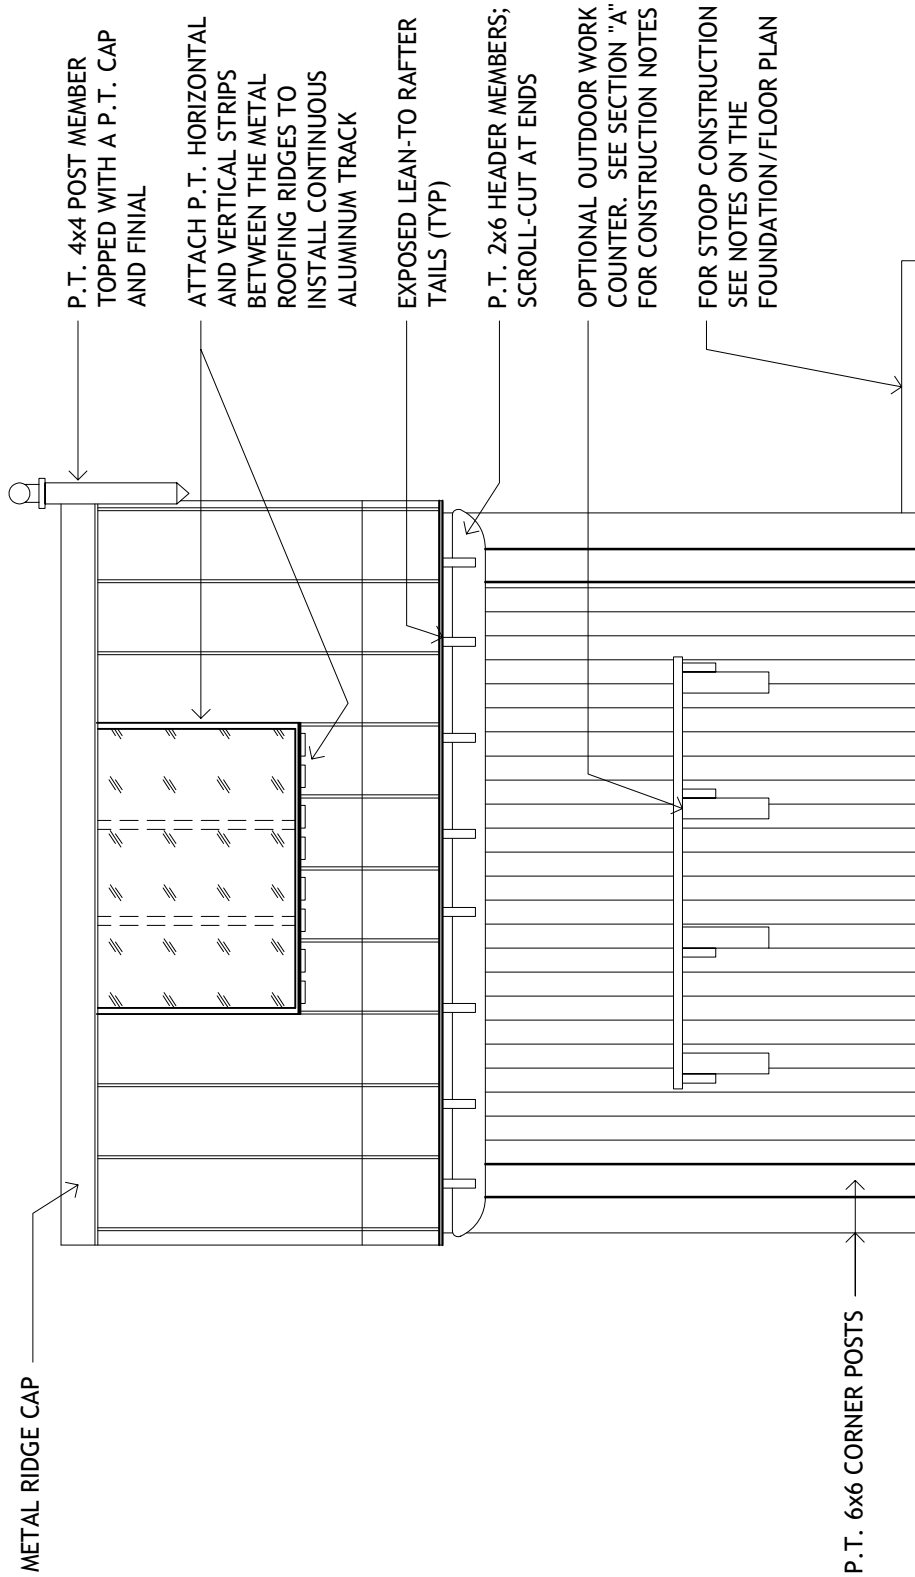 METAL RIDGE CAP
P.T. 4x4 POST MEMBER
TOPPED WITH A P.T. CAP
AND FINIAL
ATTACH P.T. HORIZONTAL
AND VERTICAL STRIPS
BETWEEN THE METAL
ROOFING RIDGES TO
INSTALL CONTINUOUS
ALUMINUM TRACK
EXPOSED LEAN-TO RAFTER
TAILS (TYP)
P.T. 2x6 HEADER MEMBERS;
SCROLL-CUT AT ENDS
OPTIONAL OUTDOOR WORK
COUNTER. SEE SECTION "A"
FOR CONSTRUCTION NOTES
FOR STOOP CONSTRUCTION
SEE NOTES ON THE
FOUNDATION/FLOOR PLAN
P.T. 6x6 CORNER POSTS